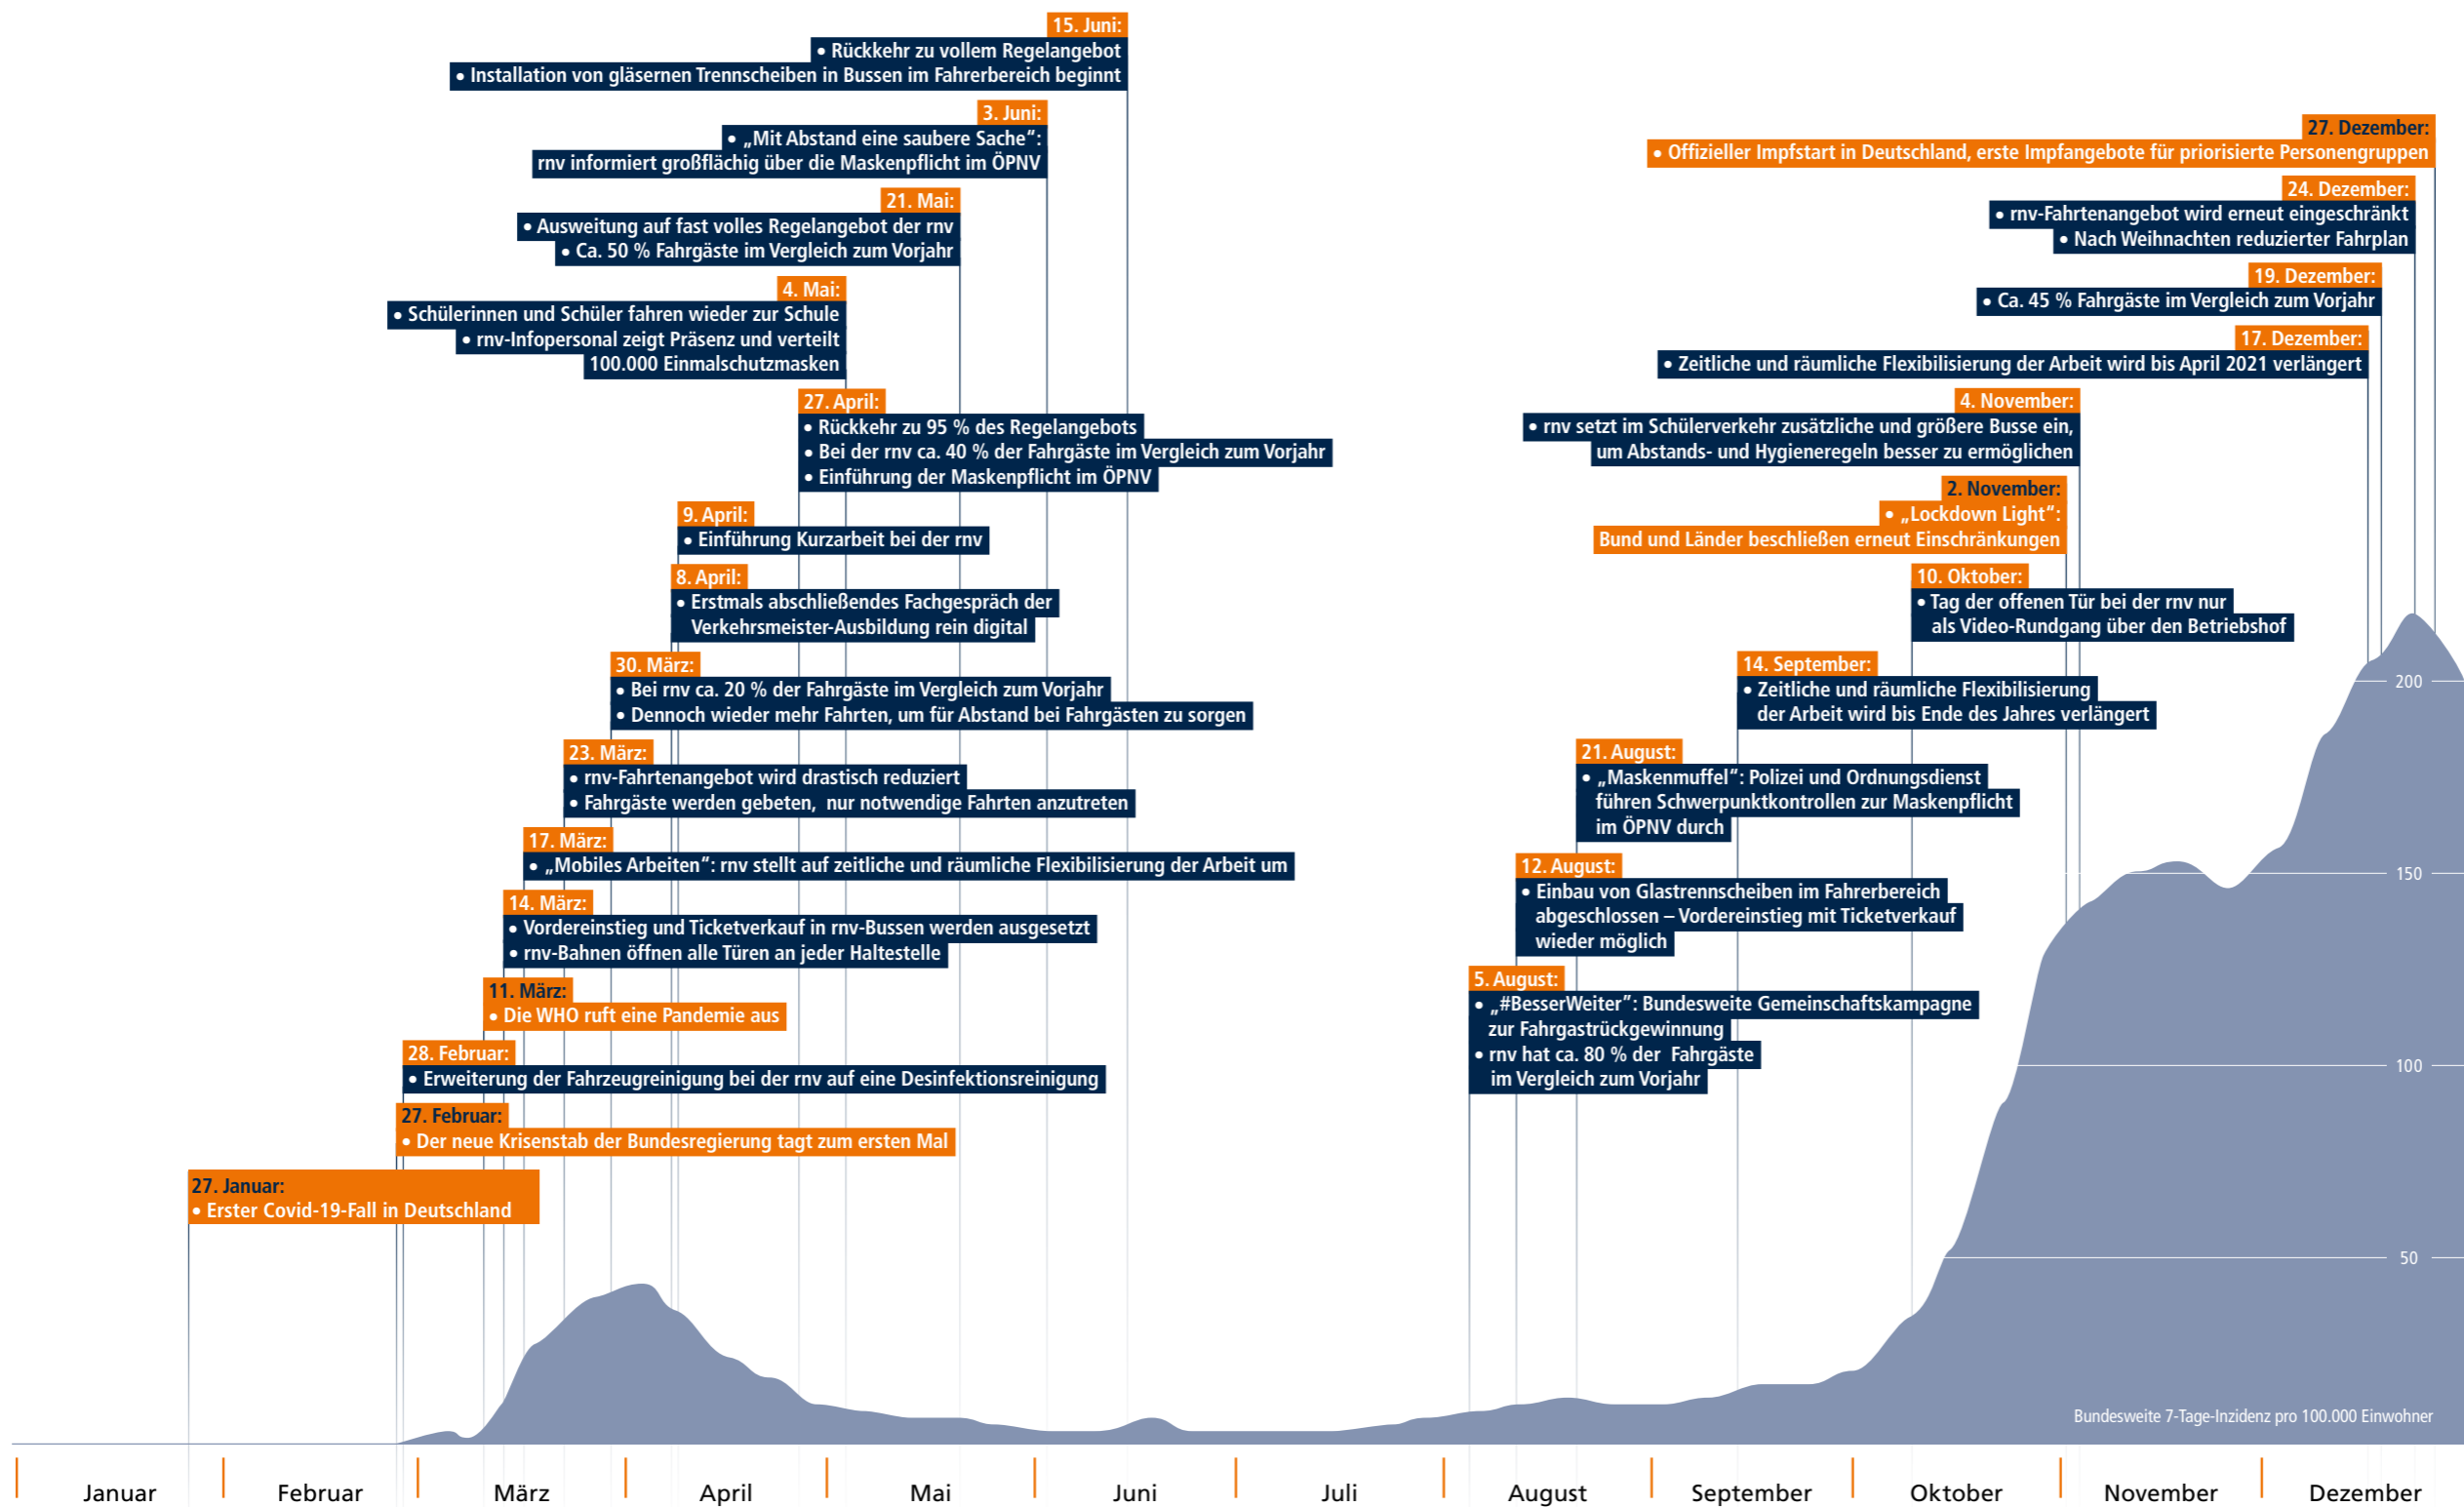 15. Juni:
• Rückkehr zu vollem Regelangebot
• Installation von gläsernen Trennscheiben in Bussen im Fahrerbereich beginnt
3. Juni:
• „Mit Abstand eine saubere Sache“:
rnv informiert großflächig über die Maskenpflicht im ÖPNV
21. Mai:
• Ausweitung auf fast volles Regelangebot der rnv
• Ca. 50 % Fahrgäste im Vergleich zum Vorjahr
4. Mai:
• Schülerinnen und Schüler fahren wieder zur Schule
• rnv-Infopersonal zeigt Präsenz und verteilt
100.000 Einmalschutzmasken
27. April:
• Rückkehr zu 95 % des Regelangebots
• Bei der rnv ca. 40 % der Fahrgäste im Vergleich zum Vorjahr
• Einführung der Maskenpflicht im ÖPNV
9. April:
• Einführung Kurzarbeit bei der rnv
8. April:
• Erstmals abschließendes Fachgespräch der
Verkehrsmeister-Ausbildung rein digital
30. März:
• Bei rnv ca. 20 % der Fahrgäste im Vergleich zum Vorjahr
• Dennoch wieder mehr Fahrten, um für Abstand bei Fahrgästen zu sorgen
23. März:
• rnv-Fahrtenangebot wird drastisch reduziert
• Fahrgäste werden gebeten, nur notwendige Fahrten anzutreten
17. März:
• „Mobiles Arbeiten“: rnv stellt auf zeitliche und räumliche Flexibilisierung der Arbeit um
14. März:
• Vordereinstieg und Ticketverkauf in rnv-Bussen werden ausgesetzt
• rnv-Bahnen öffnen alle Türen an jeder Haltestelle
11. März:
• Die WHO ruft eine Pandemie aus
28. Februar:
• Erweiterung der Fahrzeugreinigung bei der rnv auf eine Desinfektionsreinigung
27. Februar:
• Der neue Krisenstab der Bundesregierung tagt zum ersten Mal
27. Januar:
• Erster Covid-19-Fall in Deutschland
27. Dezember:
• Offizieller Impfstart in Deutschland, erste Impfangebote für priorisierte Personengruppen
24. Dezember:
• rnv-Fahrtenangebot wird erneut eingeschränkt
• Nach Weihnachten reduzierter Fahrplan
19. Dezember:
• Ca. 45 % Fahrgäste im Vergleich zum Vorjahr
17. Dezember:
• Zeitliche und räumliche Flexibilisierung der Arbeit wird bis April 2021 verlängert
4. November:
• rnv setzt im Schülerverkehr zusätzliche und größere Busse ein,
um Abstands- und Hygieneregeln besser zu ermöglichen
2. November:
• „Lockdown Light“:
Bund und Länder beschließen erneut Einschränkungen
10. Oktober:
• Tag der offenen Tür bei der rnv nur
als Video-Rundgang über den Betriebshof
14. September:
• Zeitliche und räumliche Flexibilisierung
der Arbeit wird bis Ende des Jahres verlängert
21. August:
• „Maskenmuffel“: Polizei und Ordnungsdienst
führen Schwerpunktkontrollen zur Maskenpflicht
im ÖPNV durch
12. August:
• Einbau von Glastrennscheiben im Fahrerbereich
abgeschlossen – Vordereinstieg mit Ticketverkauf
wieder möglich
5. August:
• „#BesserWeiter”: Bundesweite Gemeinschaftskampagne
zur Fahrgastrückgewinnung
• rnv hat ca. 80 % der Fahrgäste
im Vergleich zum Vorjahr
200
150
100
50
Bundesweite 7-Tage-Inzidenz pro 100.000 Einwohner
Januar Februar März April Mai Juni Juli August September Oktober November Dezember